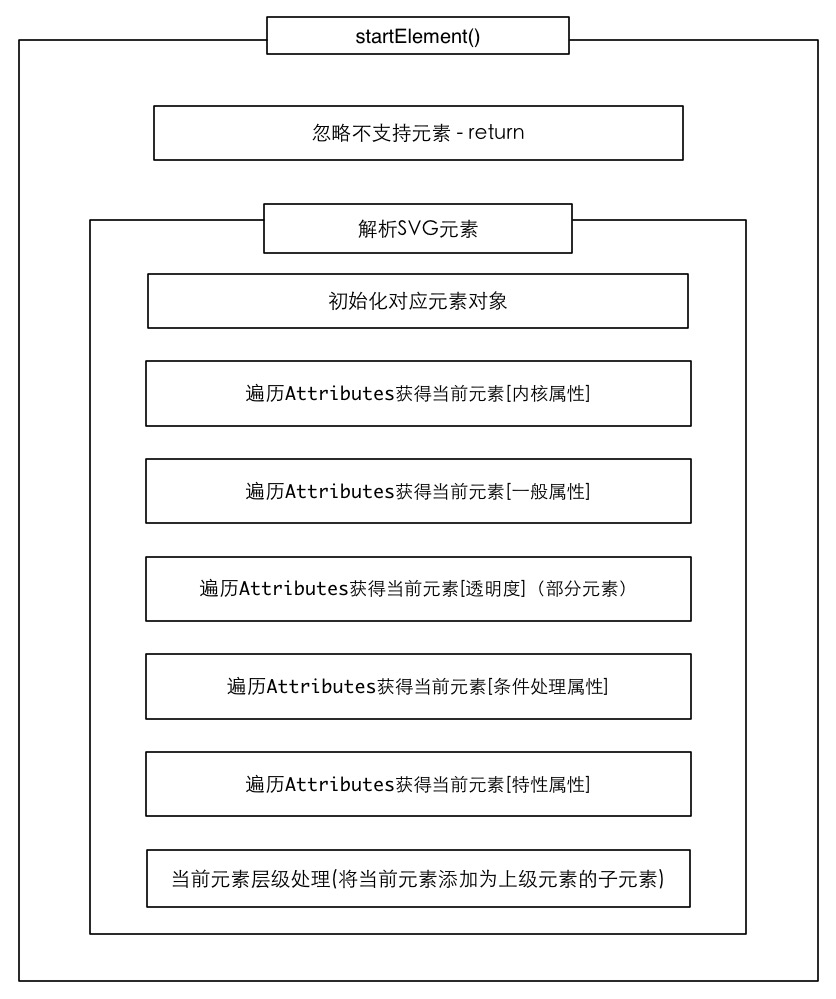 startElement()
忽略不支持元素 - return
解析SVG元素
初始化对应元素对象
遍历Attributes获得当前元素[内核属性]
遍历Attributes获得当前元素[一般属性]
遍历Attributes获得当前元素[透明度]（部分元素）
遍历Attributes获得当前元素[条件处理属性]
遍历Attributes获得当前元素[特性属性]
当前元素层级处理(将当前元素添加为上级元素的子元素)